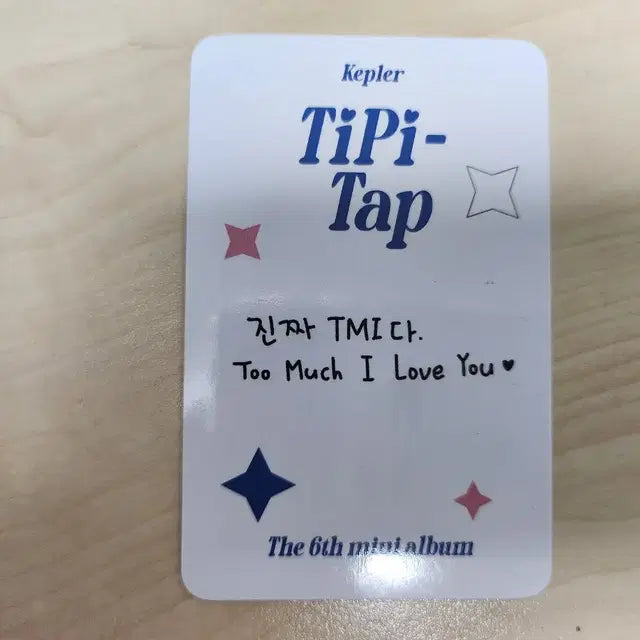 Kepler
TiPi-
Tap
진짜 TMI다.
Too Much I Love You ♥
The 6th mini album